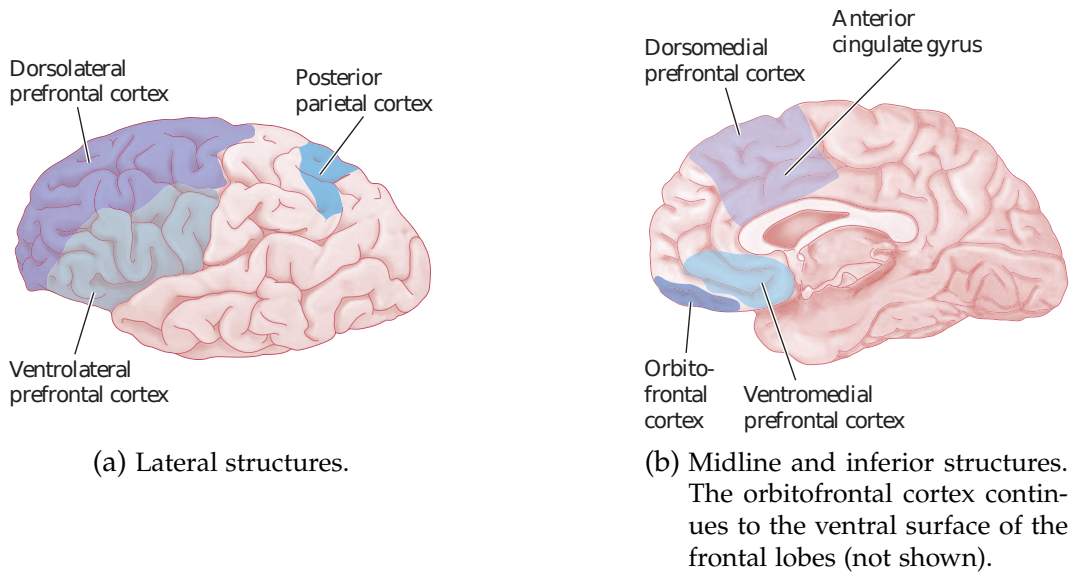 Dorsolateral
prefrontal cortex
Posterior
parietal cortex
Ventrolateral
prefrontal cortex
(a) Lateral structures.
Anterior
cingulate gyrus
Dorsomedial
prefrontal cortex
Orbito-
frontal
cortex
Ventromedial
prefrontal cortex
(b) Midline and inferior structures.
The orbitofrontal cortex contin-
ues to the ventral surface of the
frontal lobes (not shown).